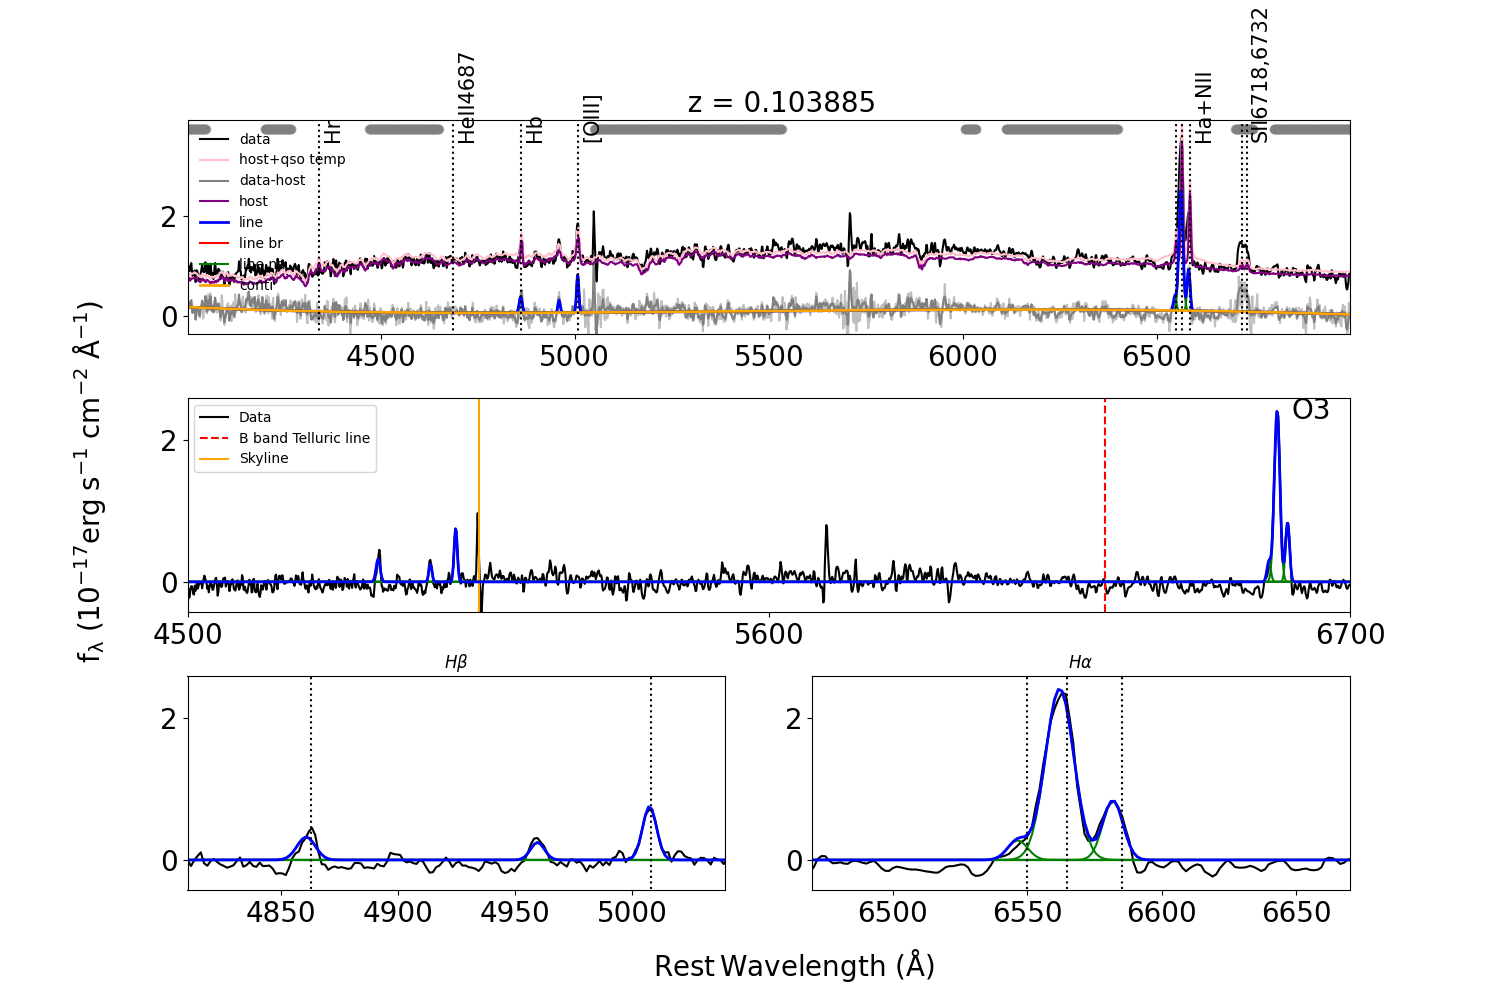 z = 0.103885
Hr
HeII4687
Hb
[OIII]
Ha+NII
SII6718,6732
data
host+qso temp
data-host
host
line
line br
line na
conti
2
0
4500 5000 5500 6000 6500
Data
B band Telluric line
Skyline
O3
2
0
4500 5600 6700
fλ (10⁻¹⁷erg s⁻¹ cm⁻² Å⁻¹)
Hβ
2
0
4850 4900 4950 5000
Hα
2
0
6500 6550 6600 6650
Rest Wavelength (Å)